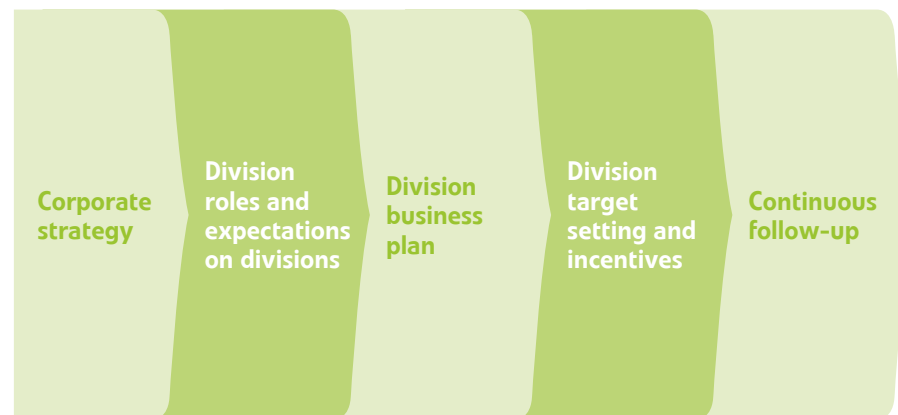 Corporate
strategy
Division
roles and
expectations
on divisions
Division
business
plan
Division
target
setting and
incentives
Continuous
follow-up